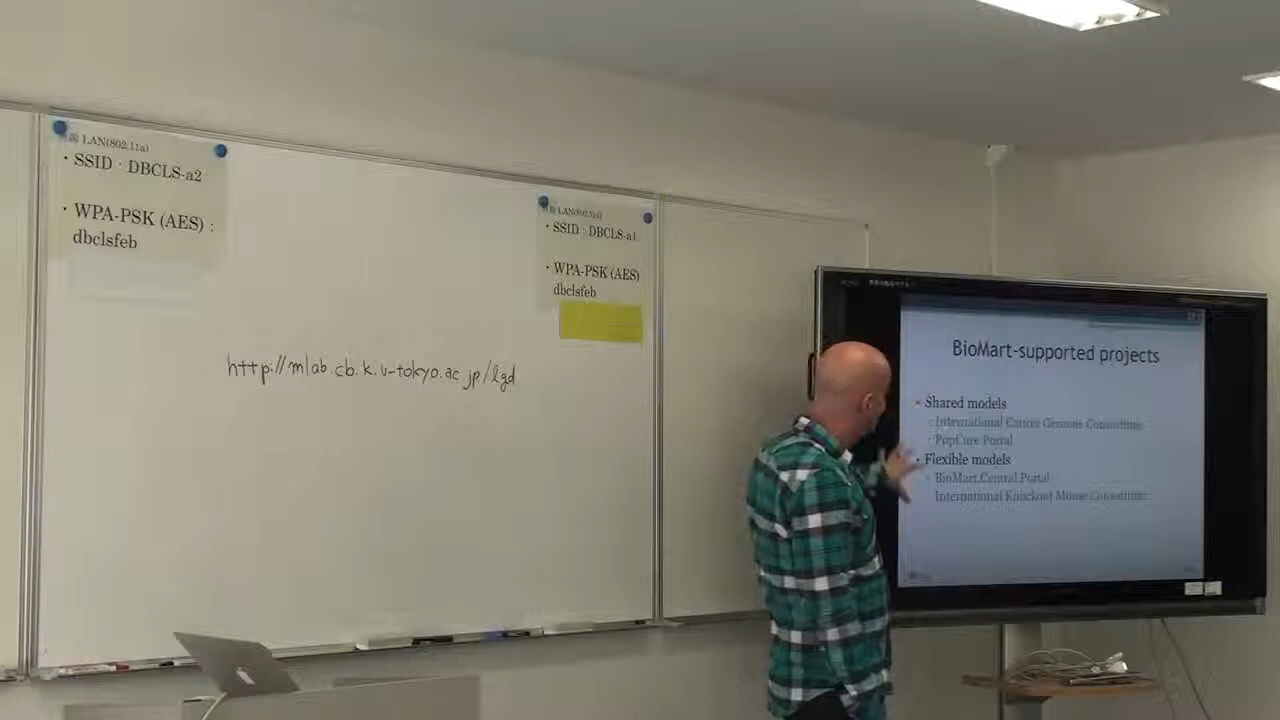 LAN(802.11a)
・SSID : DBCLS-a2
・WPA-PSK (AES) :
dbclsfeb
・SSID : DBCLS-a1
・WPA-PSK (AES)
dbclsfeb
http://mlab.cb.k.u-tokyo.ac.jp/lgd
BioMart-supported projects
• Shared models
International Cancer Genome Consortium
PopCure Portal
• Flexible models
BioMart Central Portal
International Knockout Mouse Consortium